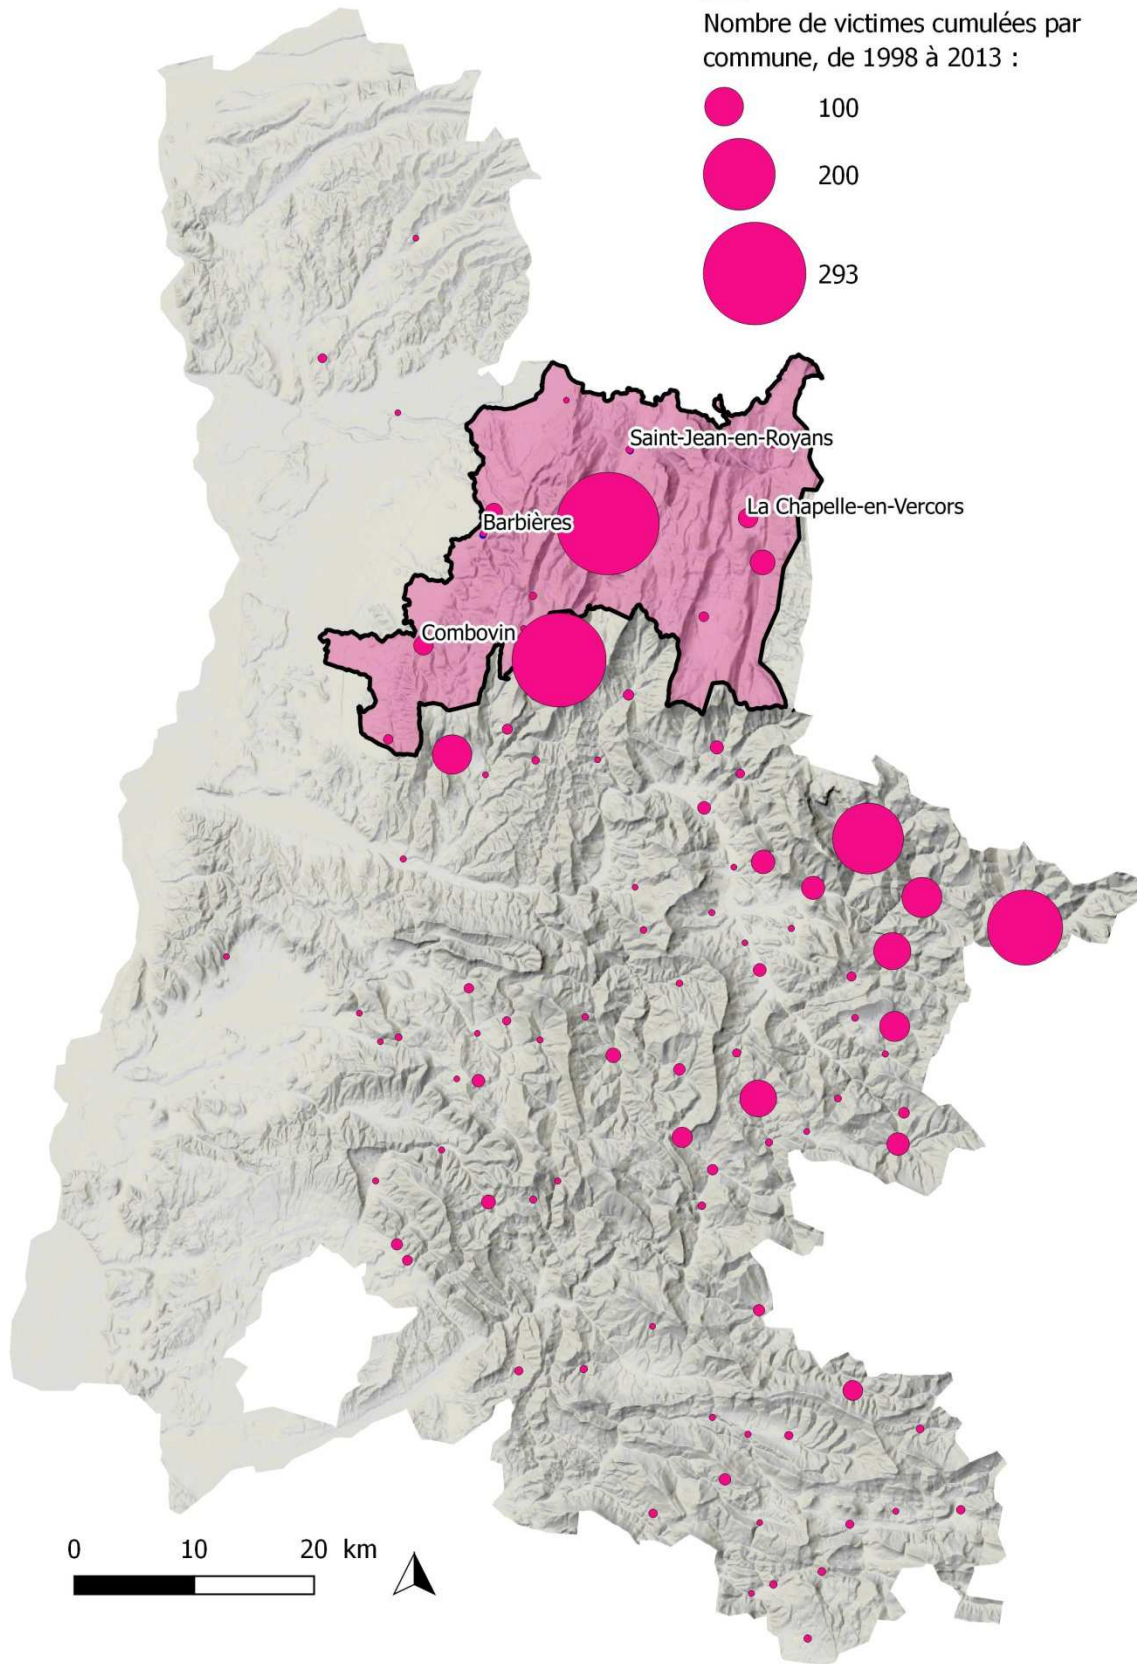 Nombre de victimes cumulées par
commune, de 1998 à 2013 :
100
200
293
Saint-Jean-en-Royans
La Chapelle-en-Vercors
Barbières
Combovin
0 10 20 km